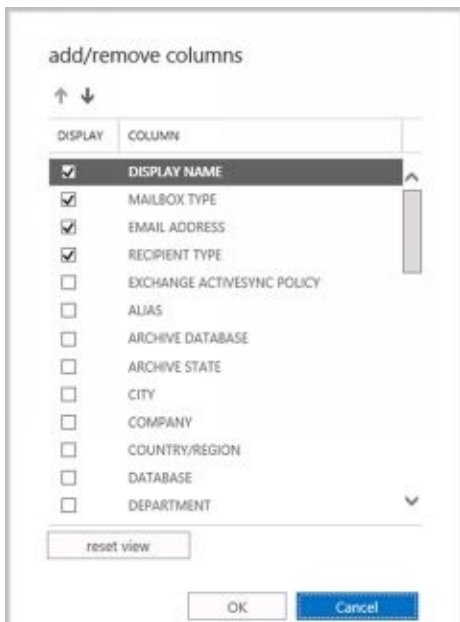 add/remove columns
DISPLAY COLUMN
DISPLAY NAME
MAILBOX TYPE
EMAIL ADDRESS
RECIPIENT TYPE
EXCHANGE ACTIVESYNC POLICY
ALIAS
ARCHIVE DATABASE
ARCHIVE STATE
CITY
COMPANY
COUNTRY/REGION
DATABASE
DEPARTMENT
reset view
OK Cancel